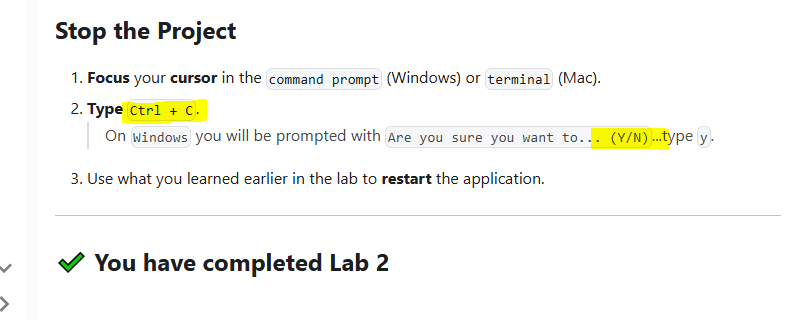 Stop the Project
1. Focus your cursor in the command prompt (Windows) or terminal (Mac).
2. Type Ctrl + C.
On Windows you will be prompted with Are you sure you want to... (Y/N)...type y.
3. Use what you learned earlier in the lab to restart the application.
You have completed Lab 2